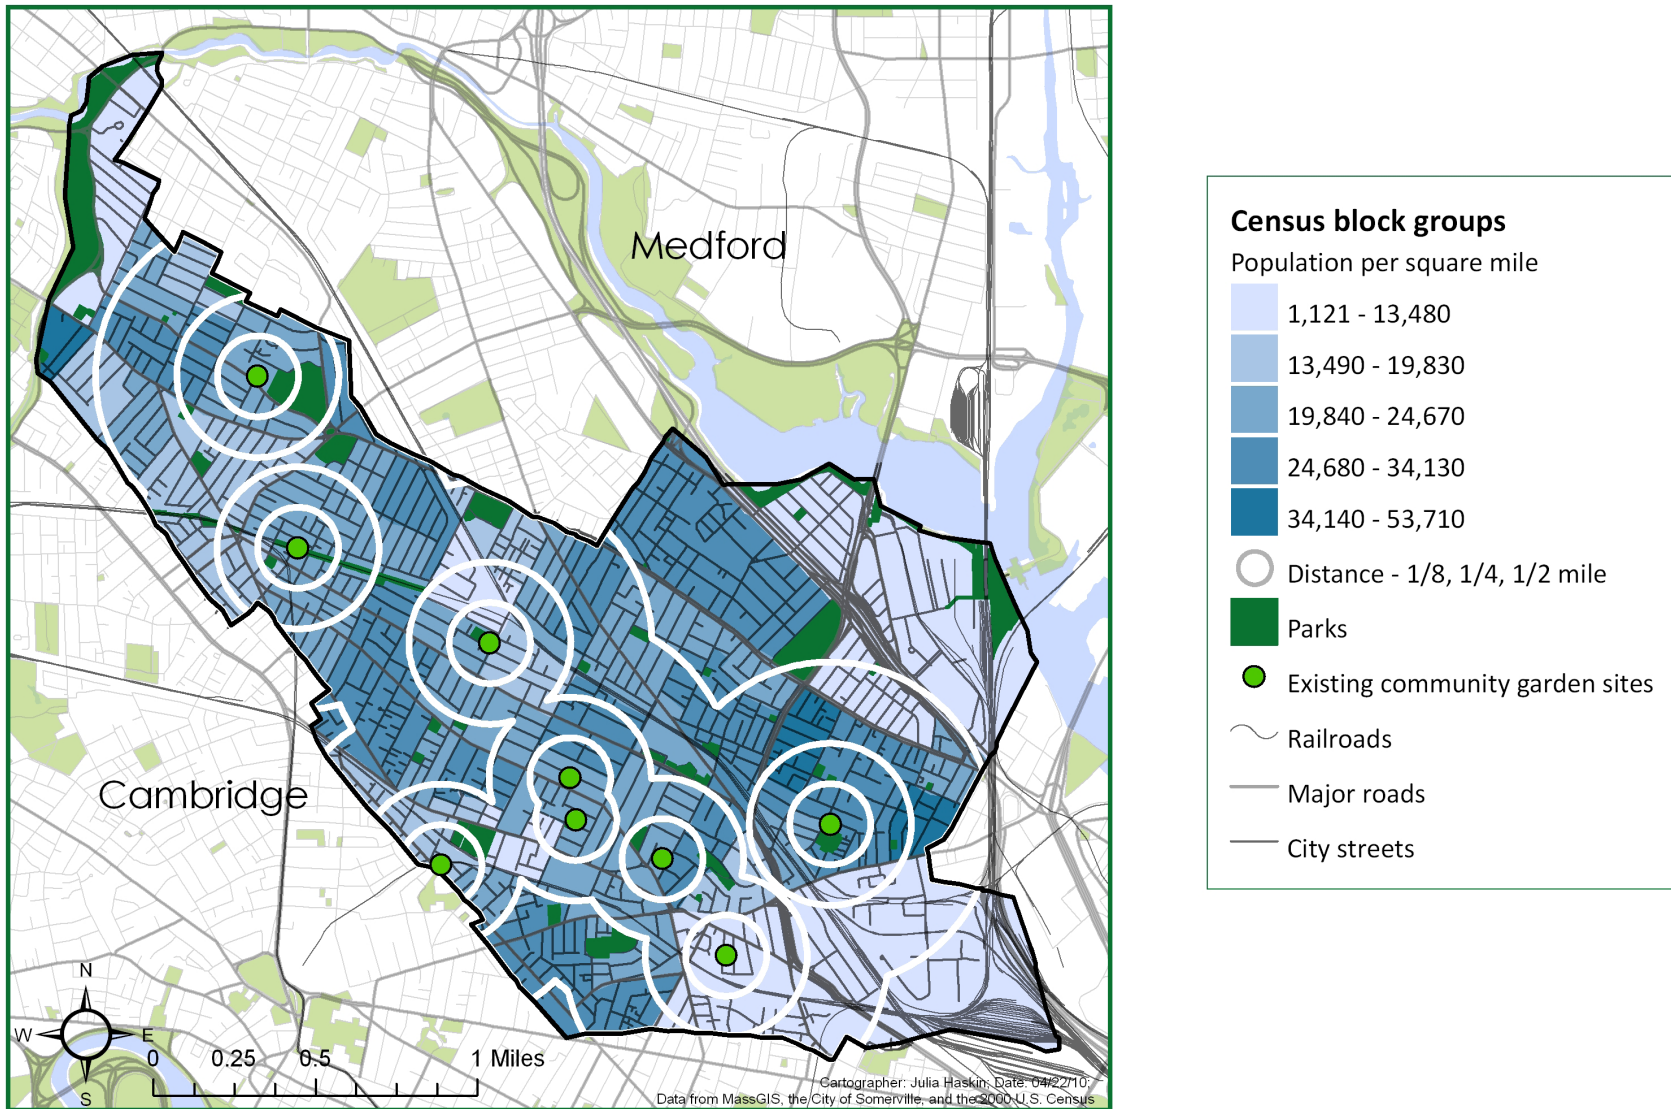 Medford
Cambridge
N
W
E
S
0
0.25
0.5
1 Miles
Cartographer: Julia Haskin; Date: 04/22/10;
Data from MassGIS, the City of Somerville, and the 2000 U.S. Census
Census block groups
Population per square mile
1,121 - 13,480
13,490 - 19,830
19,840 - 24,670
24,680 - 34,130
34,140 - 53,710
Distance - 1/8, 1/4, 1/2 mile
Parks
Existing community garden sites
Railroads
Major roads
City streets